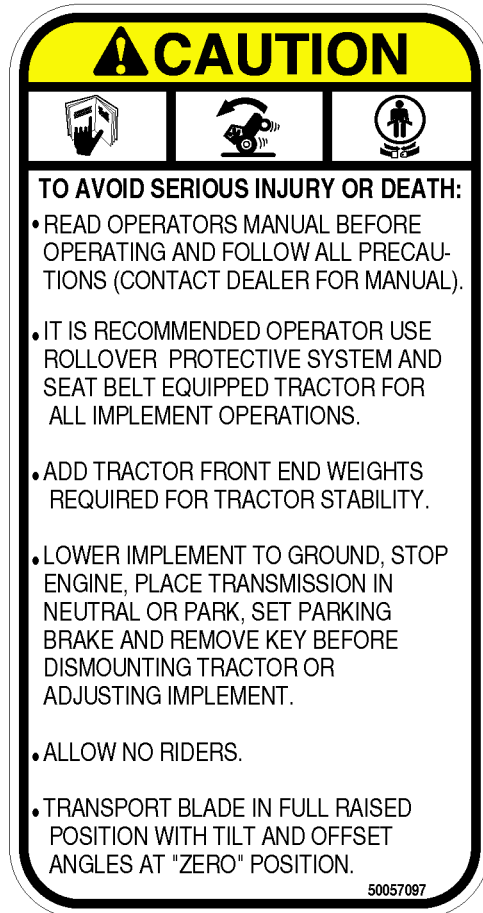 CAUTION
TO AVOID SERIOUS INJURY OR DEATH:
• READ OPERATORS MANUAL BEFORE
OPERATING AND FOLLOW ALL PRECAU-
TIONS (CONTACT DEALER FOR MANUAL).
• IT IS RECOMMENDED OPERATOR USE
ROLLOVER PROTECTIVE SYSTEM AND
SEAT BELT EQUIPPED TRACTOR FOR
ALL IMPLEMENT OPERATIONS.
• ADD TRACTOR FRONT END WEIGHTS
REQUIRED FOR TRACTOR STABILITY.
• LOWER IMPLEMENT TO GROUND, STOP
ENGINE, PLACE TRANSMISSION IN
NEUTRAL OR PARK, SET PARKING
BRAKE AND REMOVE KEY BEFORE
DISMOUNTING TRACTOR OR
ADJUSTING IMPLEMENT.
• ALLOW NO RIDERS.
• TRANSPORT BLADE IN FULL RAISED
POSITION WITH TILT AND OFFSET
ANGLES AT "ZERO" POSITION.
50057097